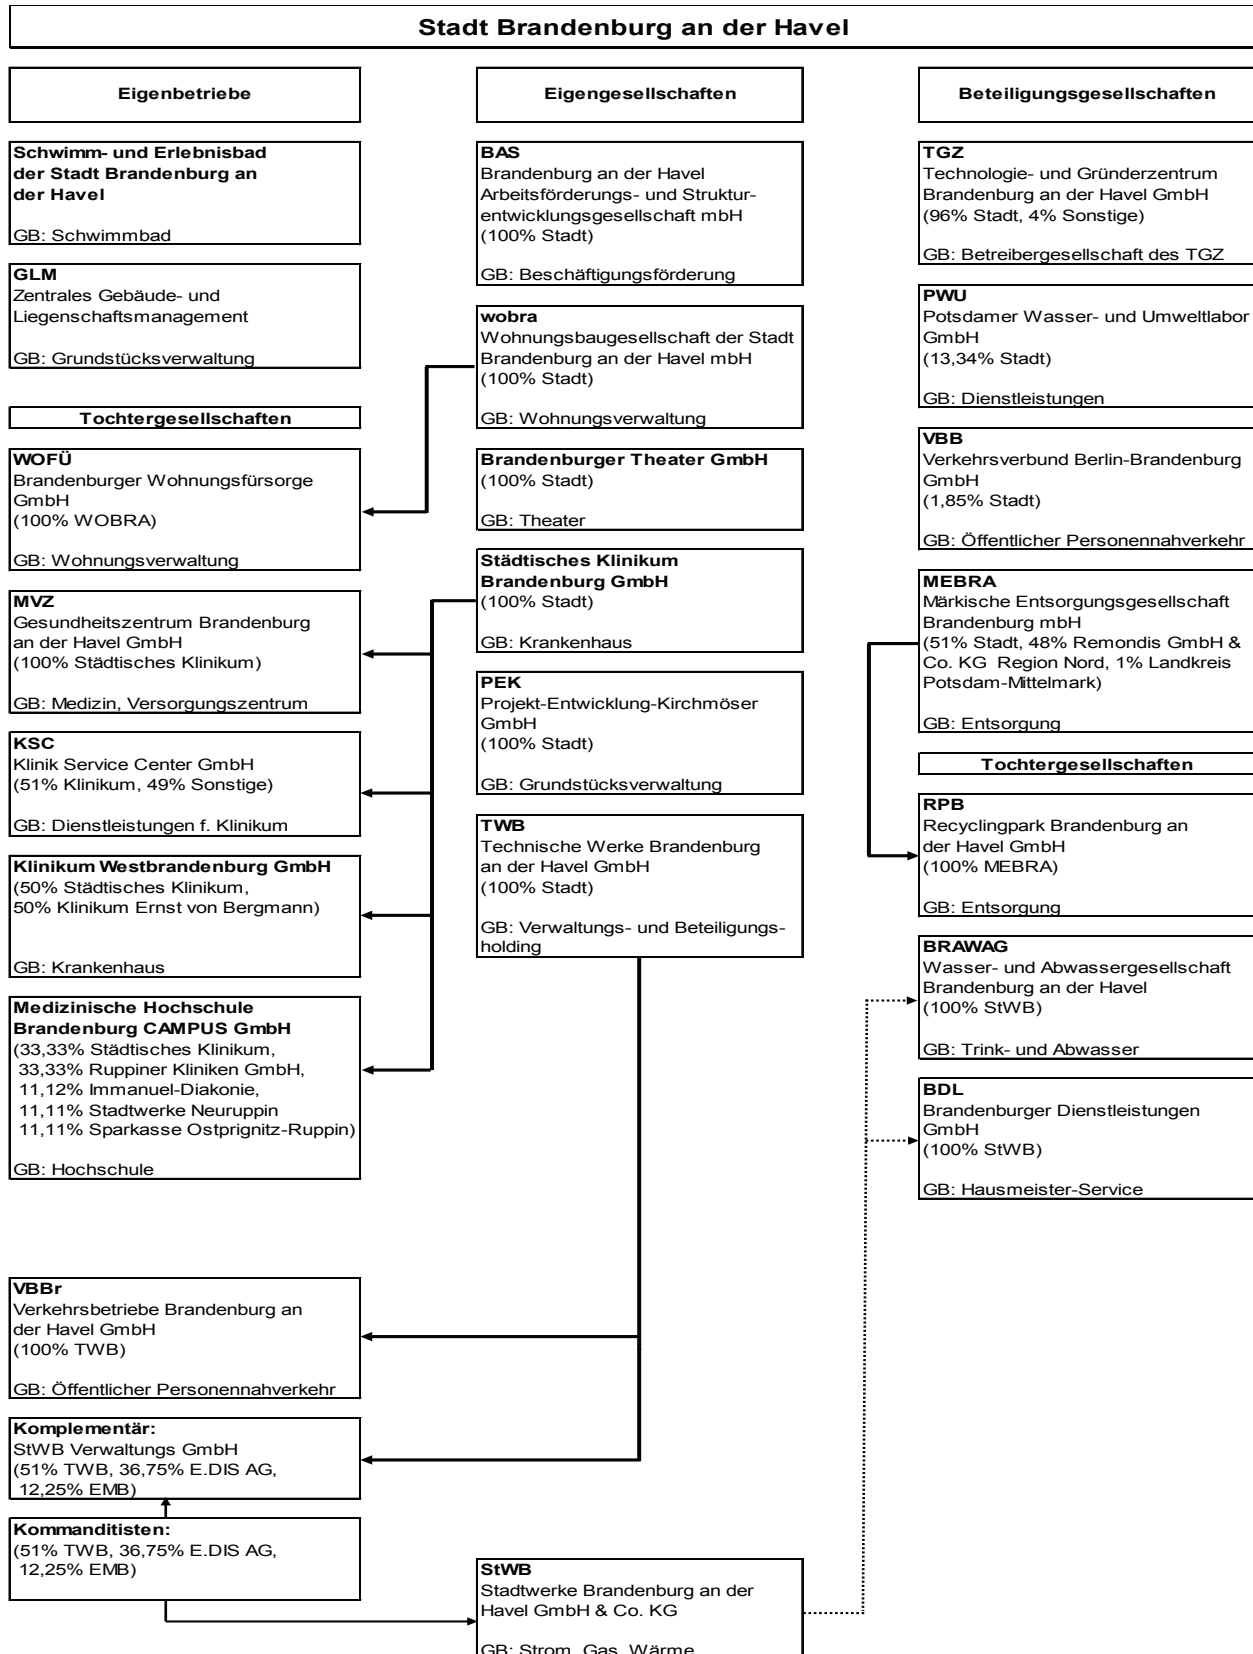 Stadt Brandenburg an der Havel
Eigenbetriebe
Schwimm- und Erlebnisbad
der Stadt Brandenburg an
der Havel
GB: Schwimmbad
GLM
Zentrales Gebäude- und
Liegenschaftsmanagement
GB: Grundstücksverwaltung
Tochtergesellschaften
WOFÜ
Brandenburger Wohnungsfürsorge
GmbH
(100% WOBRA)
GB: Wohnungsverwaltung
MVZ
Gesundheitszentrum Brandenburg
an der Havel GmbH
(100% Städtisches Klinikum)
GB: Medizin, Versorgungszentrum
KSC
Klinik Service Center GmbH
(51% Klinikum, 49% Sonstige)
GB: Dienstleistungen f. Klinikum
Klinikum Westbrandenburg GmbH
(50% Städtisches Klinikum,
50% Klinikum Ernst von Bergmann)
GB: Krankenhaus
Medizinische Hochschule
Brandenburg CAMPUS GmbH
(33,33% Städtisches Klinikum,
33,33% Ruppiner Kliniken GmbH,
11,12% Immanuel-Diakonie,
11,11% Stadtwerke Neuruppin
11,11% Sparkasse Ostprignitz-Ruppin)
GB: Hochschule
VBBr
Verkehrsbetriebe Brandenburg an
der Havel GmbH
(100% TWB)
GB: Öffentlicher Personennahverkehr
Komplementär:
StWB Verwaltungs GmbH
(51% TWB, 36,75% E.DIS AG,
12,25% EMB)
Kommanditisten:
(51% TWB, 36,75% E.DIS AG,
12,25% EMB)
Eigengesellschaften
BAS
Brandenburg an der Havel
Arbeitsförderungs- und Struktur-
entwicklungsgesellschaft mbH
(100% Stadt)
GB: Beschäftigungsförderung
wobra
Wohnungsbaugesellschaft der Stadt
Brandenburg an der Havel mbH
(100% Stadt)
GB: Wohnungsverwaltung
Brandenburger Theater GmbH
(100% Stadt)
GB: Theater
Städtisches Klinikum
Brandenburg GmbH
(100% Stadt)
GB: Krankenhaus
PEK
Projekt-Entwicklung-Kirchmöser
GmbH
(100% Stadt)
GB: Grundstücksverwaltung
TWB
Technische Werke Brandenburg
an der Havel GmbH
(100% Stadt)
GB: Verwaltungs- und Beteiligungs-
holding
StWB
Stadtwerke Brandenburg an der
Havel GmbH & Co. KG
GB: Strom, Gas, Wärme
Beteiligungsgesellschaften
TGZ
Technologie- und Gründerzentrum
Brandenburg an der Havel GmbH
(96% Stadt, 4% Sonstige)
GB: Betreibergesellschaft des TGZ
PWU
Potsdamer Wasser- und Umweltlabor
GmbH
(13,34% Stadt)
GB: Dienstleistungen
VBB
Verkehrsverbund Berlin-Brandenburg
GmbH
(1,85% Stadt)
GB: Öffentlicher Personennahverkehr
MEBRA
Märkische Entsorgungsgesellschaft
Brandenburg mbH
(51% Stadt, 48% Remondis GmbH &
Co. KG Region Nord, 1% Landkreis
Potsdam-Mittelmark)
GB: Entsorgung
Tochtergesellschaften
RPB
Recyclingpark Brandenburg an
der Havel GmbH
(100% MEBRA)
GB: Entsorgung
BRAWAG
Wasser- und Abwassergesellschaft
Brandenburg an der Havel
(100% StWB)
GB: Trink- und Abwasser
BDL
Brandenburger Dienstleistungen
GmbH
(100% StWB)
GB: Hausmeister-Service